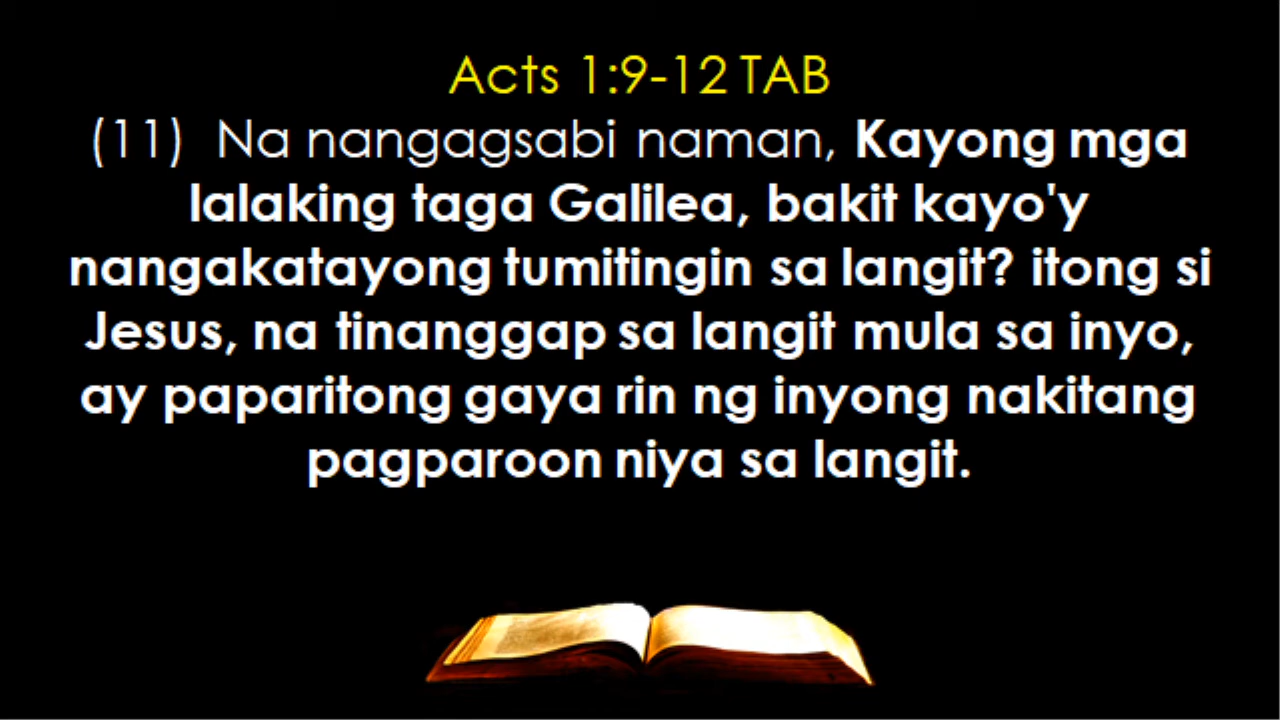 Acts 1:9-12 TAB
(11)  Na nangagsabi naman, Kayong mga
lalaking taga Galilea, bakit kayo'y
nangakatayong tumitingin sa langit? itong si
Jesus, na tinanggap sa langit mula sa inyo,
ay paparitong gaya rin ng inyong nakitang
pagparoon niya sa langit.